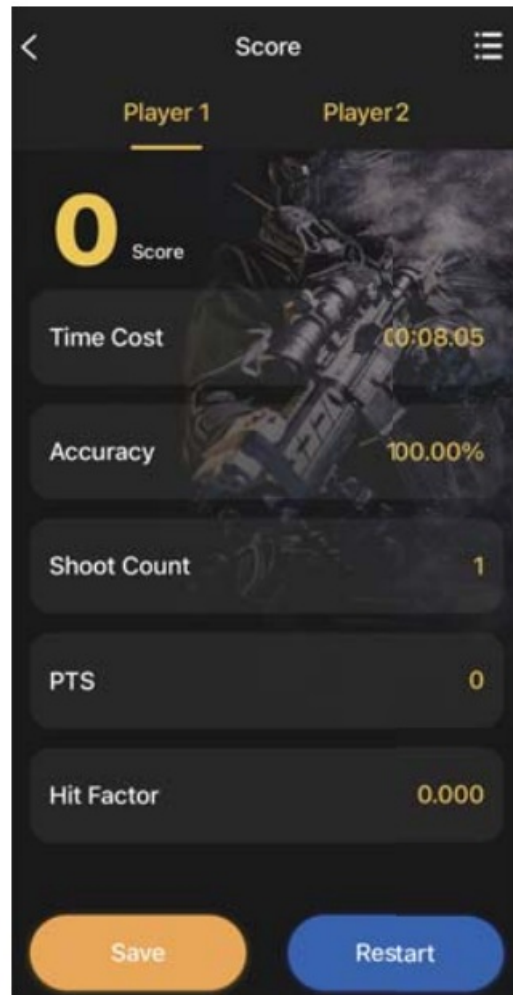 Score
Player 1 Player2
0 Score
Time Cost 00:08.05
Accuracy 100.00%
Shoot Count 1
PTS 0
Hit Factor 0.000
Save Restart